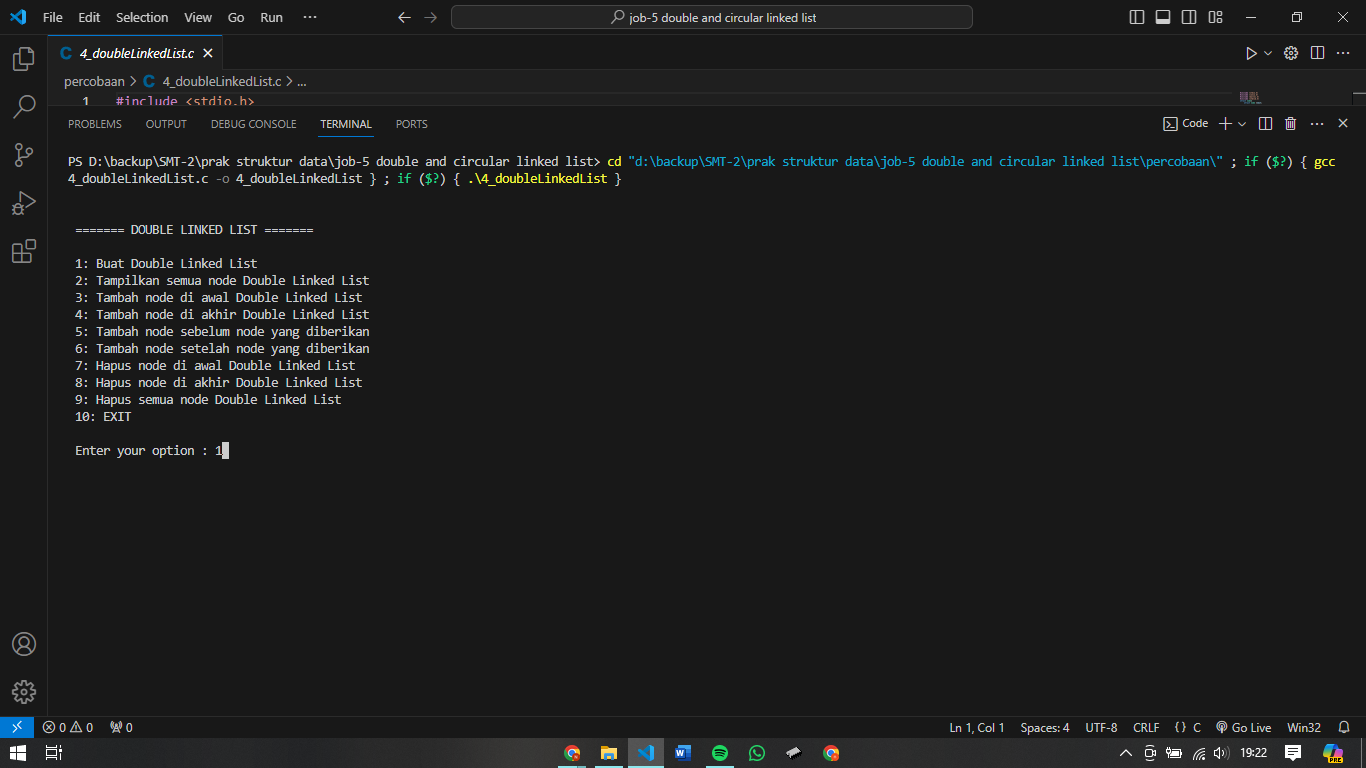 File Edit Selection View Go Run ··· job-5 double and circular linked list
C 4_doubleLinkedList.c
percobaan > C 4_doubleLinkedList.c > ...
1 #include <stdio.h>
PROBLEMS OUTPUT DEBUG CONSOLE TERMINAL PORTS Code
PS D:\backup\SMT-2\prak struktur data\job-5 double and circular linked list> cd "d:\backup\SMT-2\prak struktur data\job-5 double and circular linked list\percobaan\" ; if ($?) { gcc
4_doubleLinkedList.c -o 4_doubleLinkedList } ; if ($?) { .\4_doubleLinkedList }
======= DOUBLE LINKED LIST =======
1: Buat Double Linked List
2: Tampilkan semua node Double Linked List
3: Tambah node di awal Double Linked List
4: Tambah node di akhir Double Linked List
5: Tambah node sebelum node yang diberikan
6: Tambah node setelah node yang diberikan
7: Hapus node di awal Double Linked List
8: Hapus node di akhir Double Linked List
9: Hapus semua node Double Linked List
10: EXIT
Enter your option : 1
0 0 0 Ln 1, Col 1 Spaces: 4 UTF-8 CRLF {} C Go Live Win32
19:22 PRE